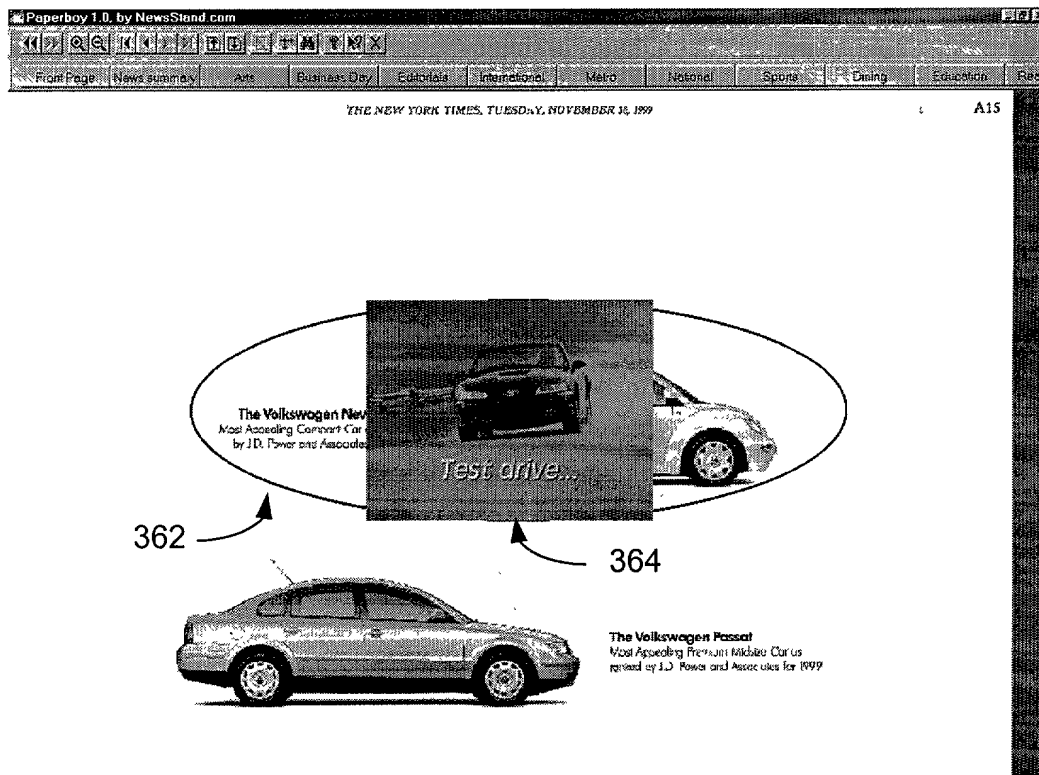 Paperboy 1.0, by NewsStand.com
Front Page News summary Arts Business Day Editorials International Metro National Sports Dining Education
THE NEW YORK TIMES, TUESDAY, NOVEMBER 16, 1999 A15
The Volkswagen New
Most Appealing Compact Car
by J.D. Power and Associates
Test drive...
362
364
The Volkswagen Passat
Most Appealing Premium Midsize Car as
ranked by J.D. Power and Associates for 1999